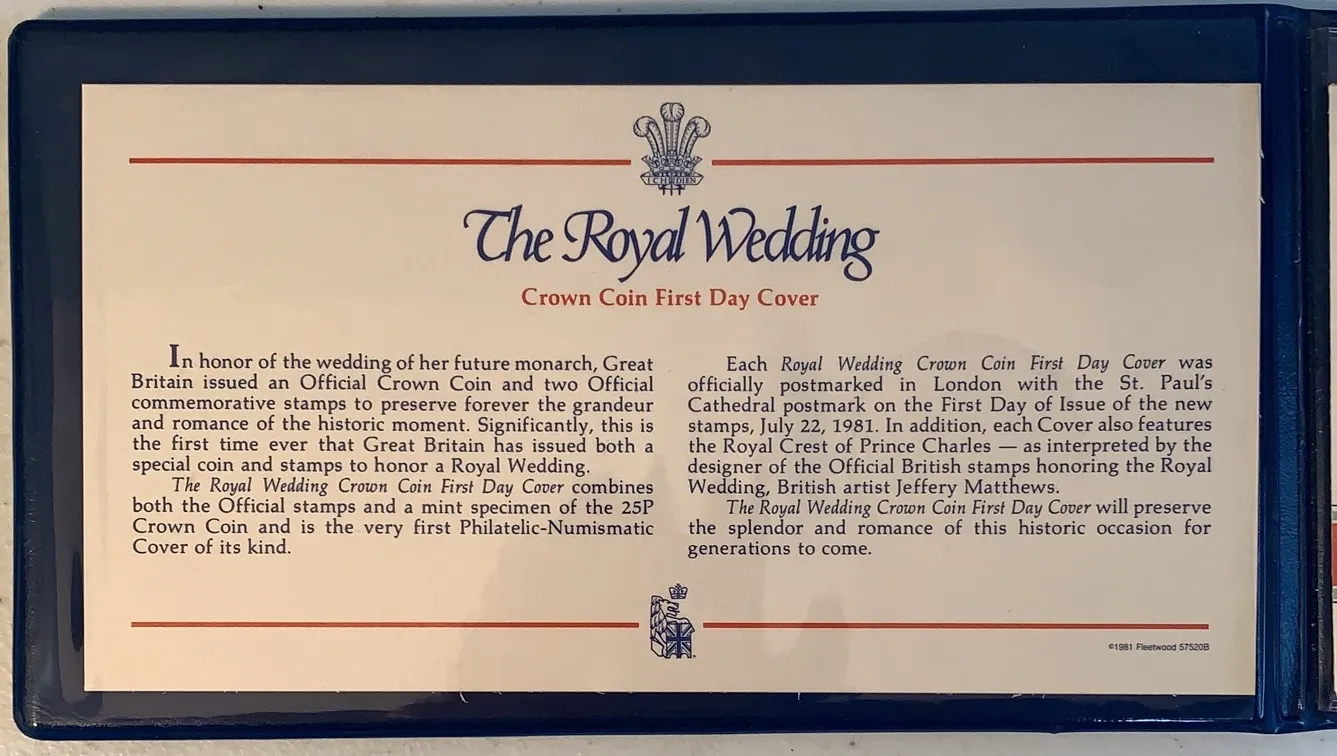 ICH DIEN
The Royal Wedding
Crown Coin First Day Cover
In honor of the wedding of her future monarch, Great
Britain issued an Official Crown Coin and two Official
commemorative stamps to preserve forever the grandeur
and romance of the historic moment. Significantly, this is
the first time ever that Great Britain has issued both a
special coin and stamps to honor a Royal Wedding.
The Royal Wedding Crown Coin First Day Cover combines
both the Official stamps and a mint specimen of the 25P
Crown Coin and is the very first Philatelic-Numismatic
Cover of its kind.
Each Royal Wedding Crown Coin First Day Cover was
officially postmarked in London with the St. Paul's
Cathedral postmark on the First Day of Issue of the new
stamps, July 22, 1981. In addition, each Cover also features
the Royal Crest of Prince Charles — as interpreted by the
designer of the Official British stamps honoring the Royal
Wedding, British artist Jeffery Matthews.
The Royal Wedding Crown Coin First Day Cover will preserve
the splendor and romance of this historic occasion for
generations to come.
©1981 Fleetwood 57520B